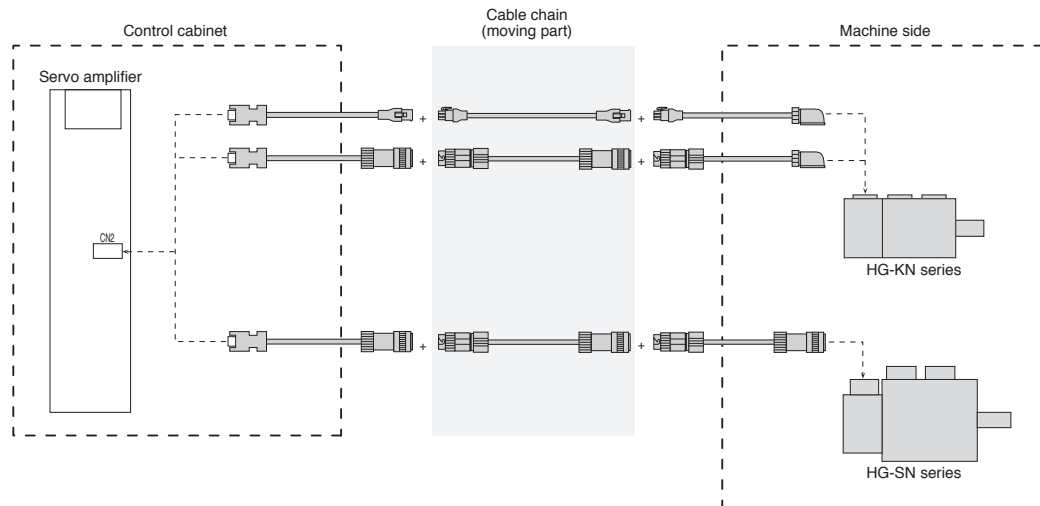 Control cabinet
Cable chain
(moving part)
Machine side
Servo amplifier
+
+
+
+
CN2
HG-KN series
+
+
HG-SN series